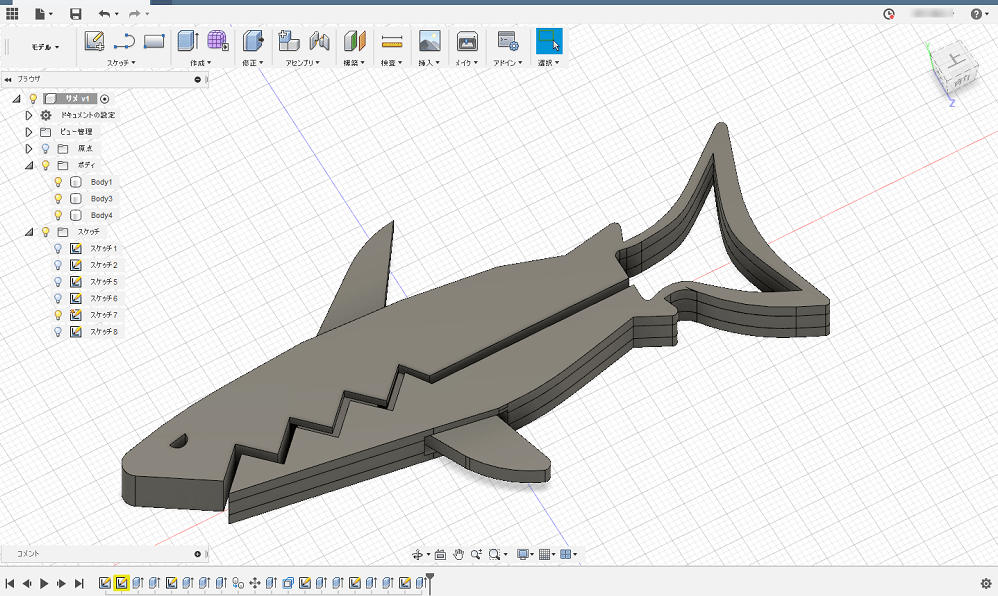 モデル
スケッチ
作成
修正
アセンブリ
構築
検査
挿入
メイク
アドイン
選択
ブラウザ
サメ v1
ドキュメントの設定
ビュー管理
原点
ボディ
Body1
Body3
Body4
スケッチ
スケッチ1
スケッチ2
スケッチ5
スケッチ6
スケッチ7
スケッチ8
上
Z
コメント